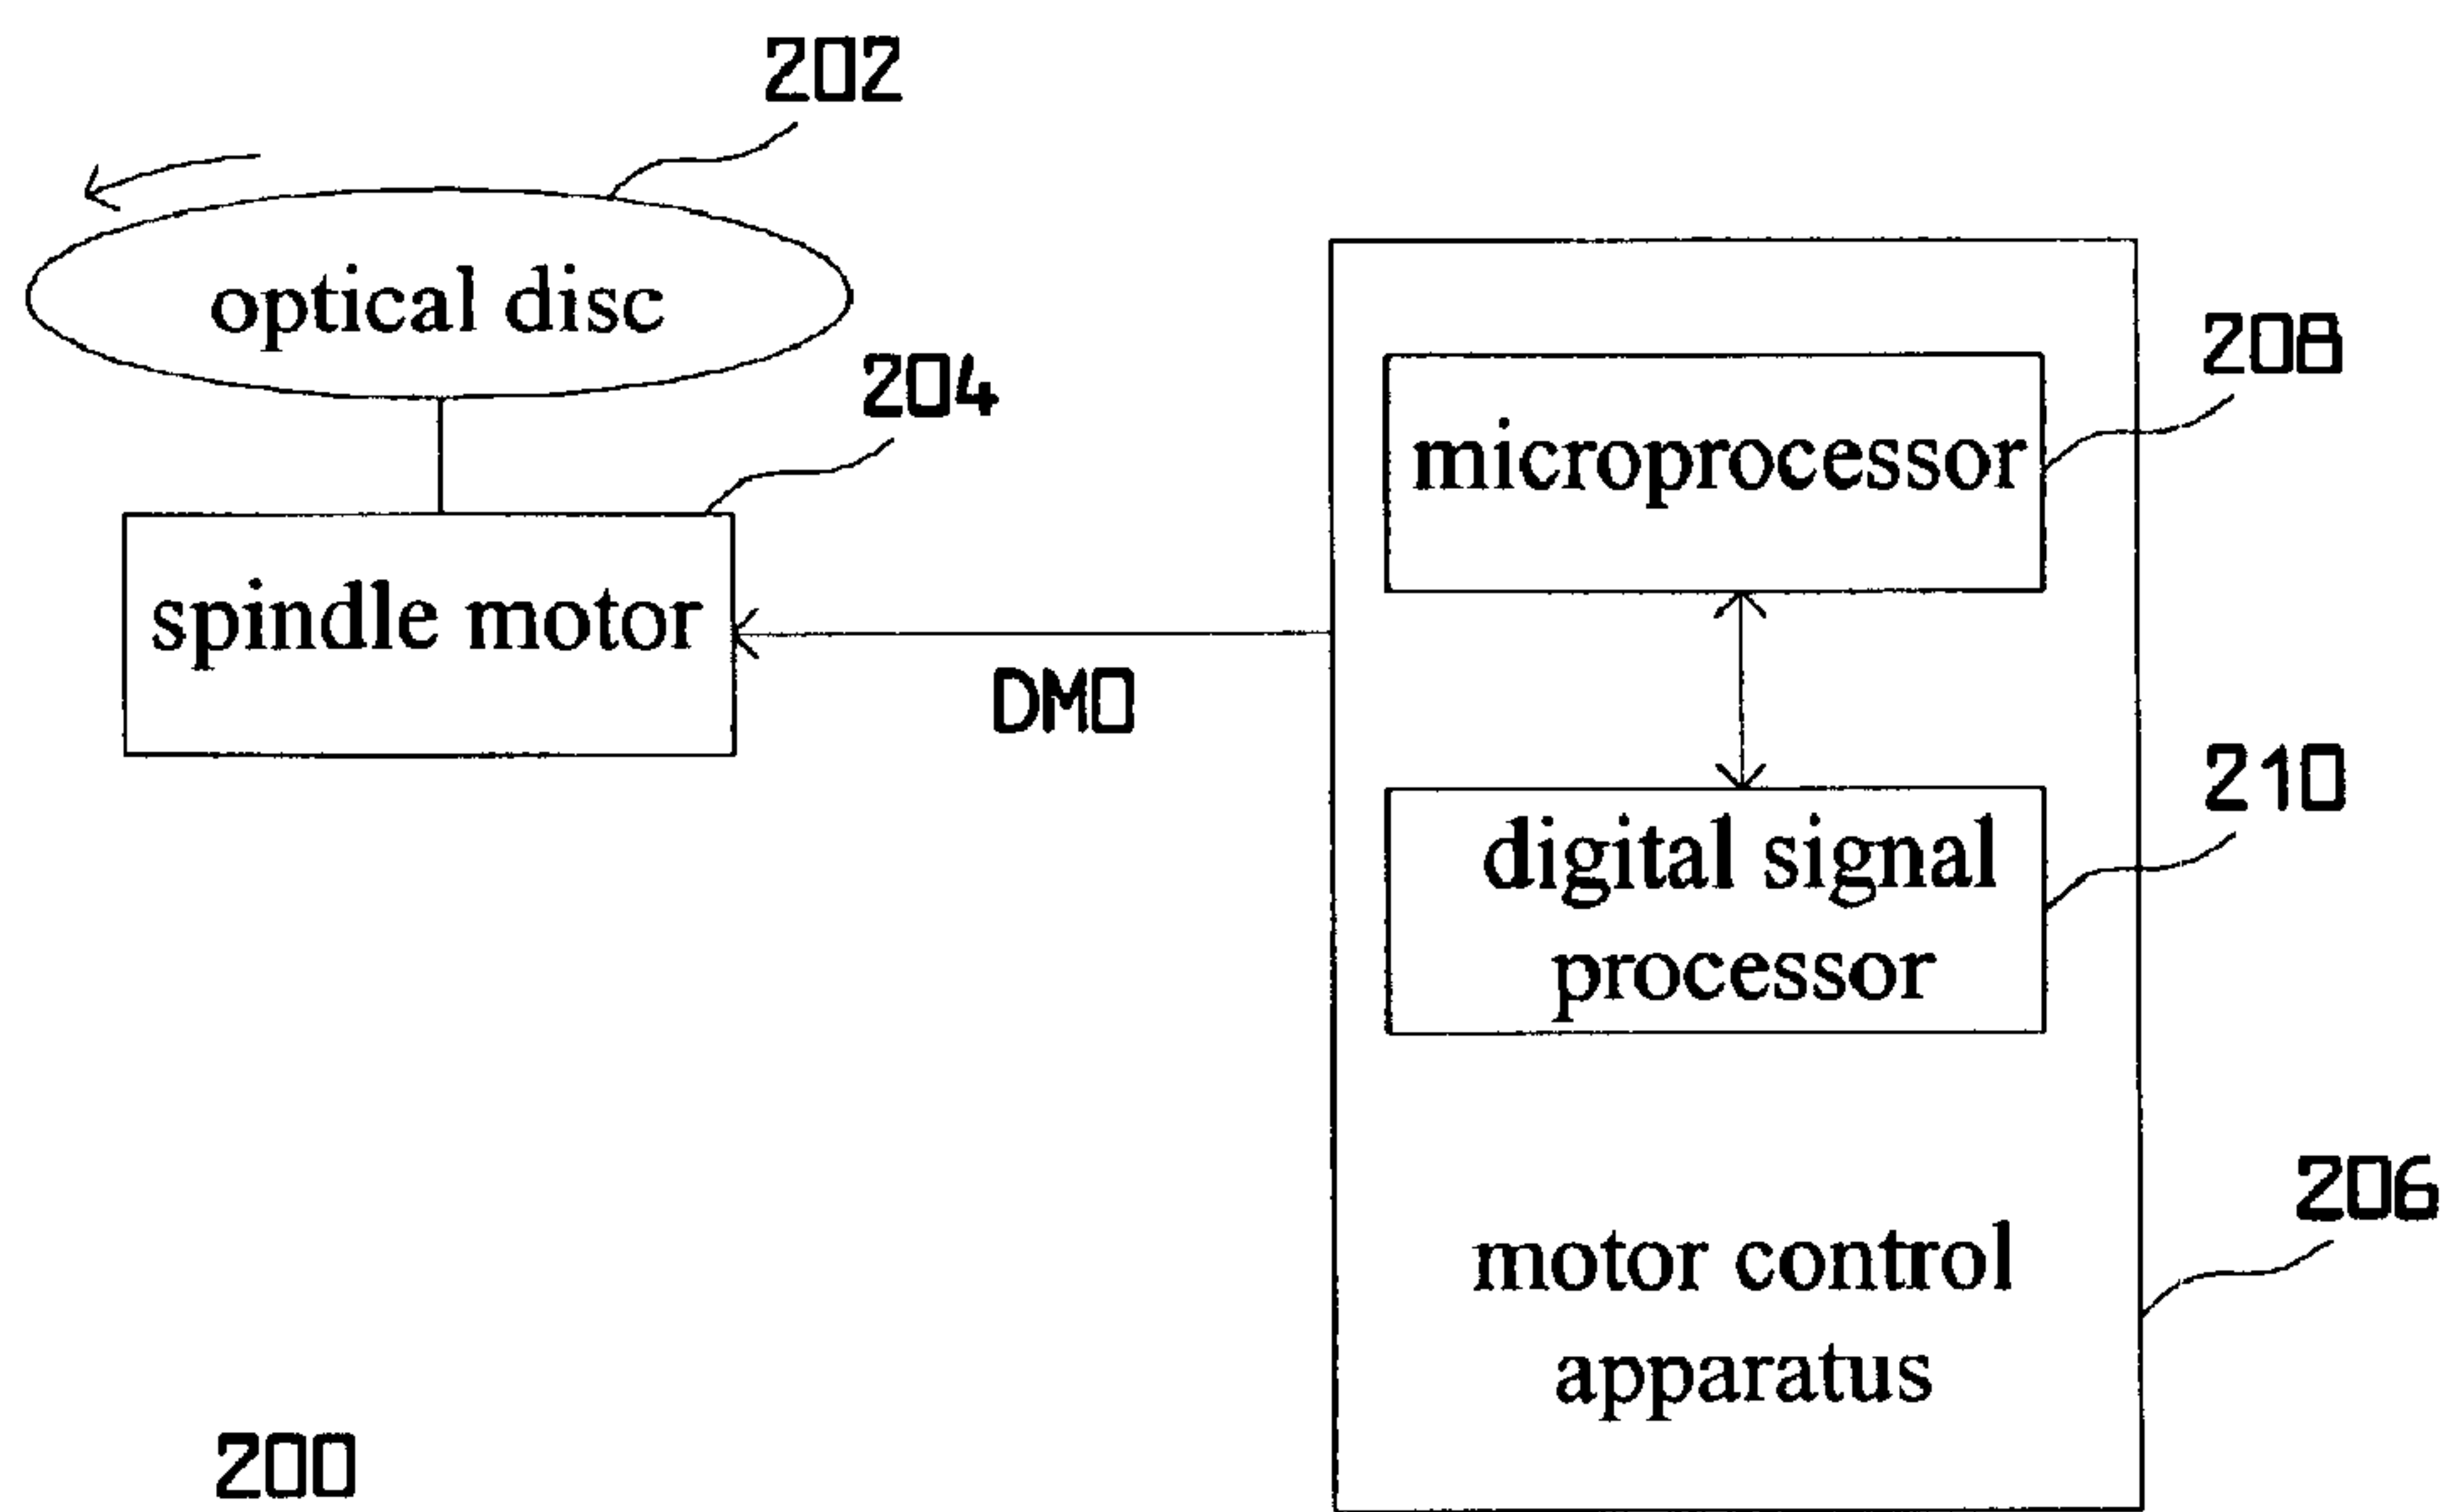 202
optical disc
204
spindle motor
DMO
208
microprocessor
210
digital signal
processor
206
motor control
apparatus
200